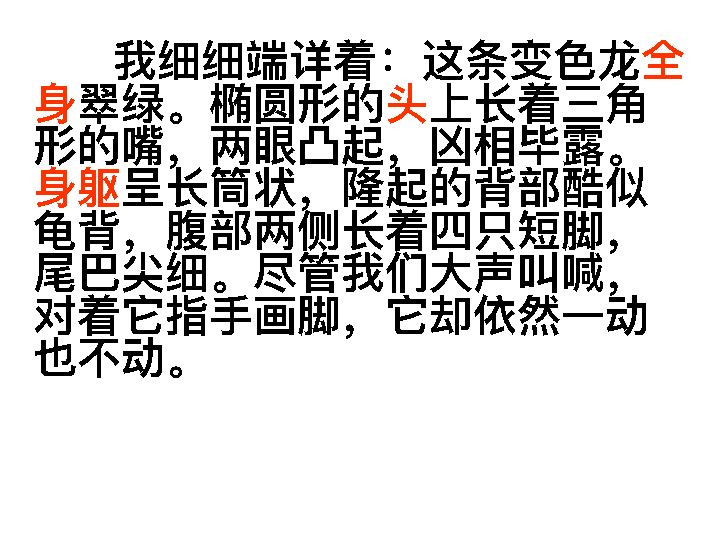 我细细端详着：这条变色龙全
身翠绿。椭圆形的头上长着三角
形的嘴，两眼凸起，凶相毕露。
身躯呈长筒状，隆起的背部酷似
龟背，腹部两侧长着四只短脚，
尾巴尖细。尽管我们大声叫喊，
对着它指手画脚，它却依然一动
也不动。